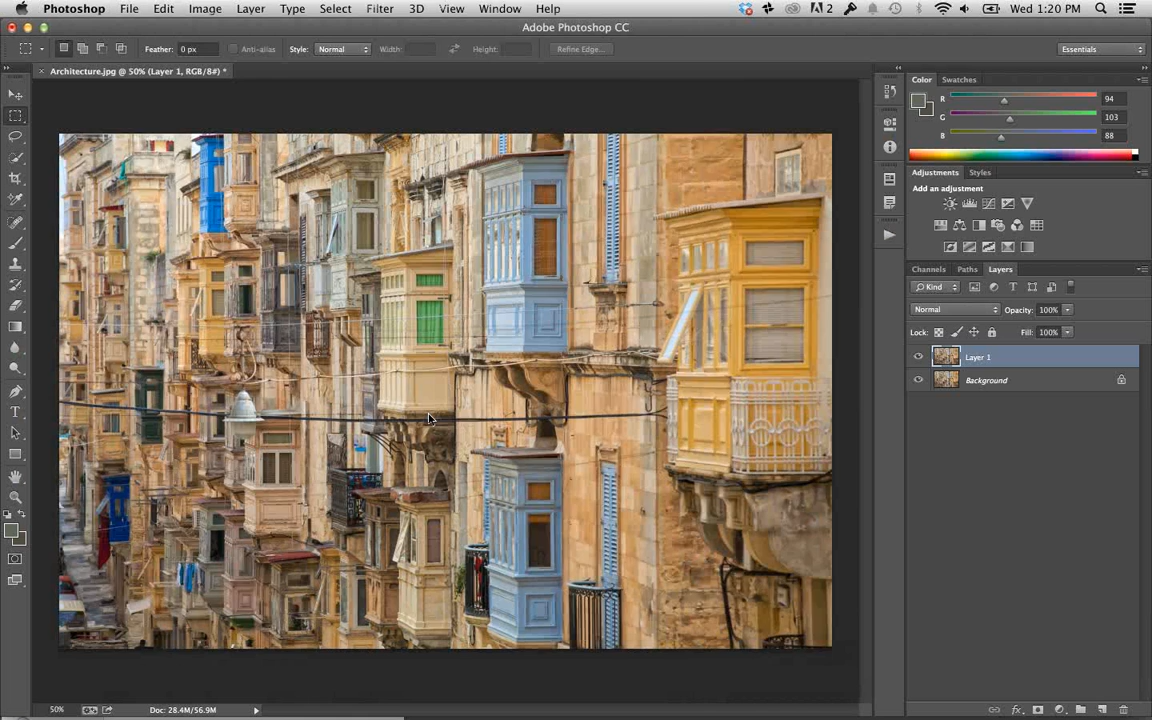 Photoshop File Edit Image Layer Type Select Filter 3D View Window Help
2 Wed 1:20 PM
Adobe Photoshop CC
Feather: 0 px Anti-alias Style: Normal Width: Height: Refine Edge... Essentials
Architecture.jpg @ 50% (Layer 1, RGB/8#) *
Color Swatches
R 94
G 103
B 88
Adjustments Styles
Add an adjustment
Channels Paths Layers
Kind
Normal Opacity: 100%
Lock: Fill: 100%
Layer 1
Background
50% Doc: 28.4M/56.9M